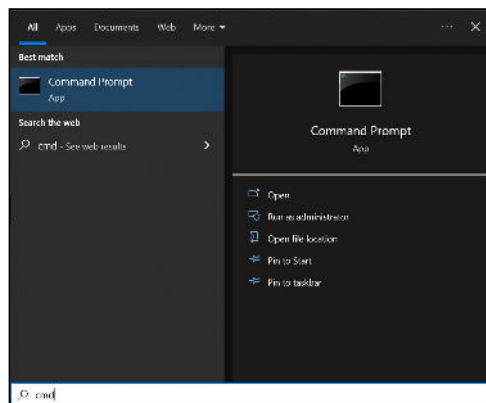 All Apps Documents Web More
Best match
Command Prompt
App
Search the web
cmd - See web results
Command Prompt
App
Open
Run as administrator
Open file location
Pin to Start
Pin to taskbar
cmd